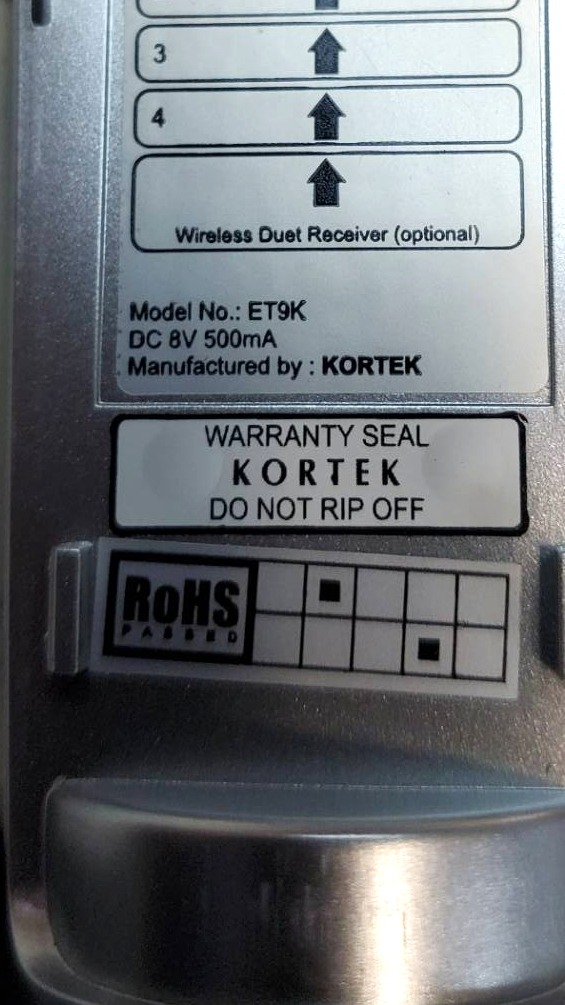 3
4
Wireless Duet Receiver (optional)
Model No.: ET9K
DC 8V 500mA
Manufactured by : KORTEK
WARRANTY SEAL
KORTEK
DO NOT RIP OFF
RoHS
PASSED